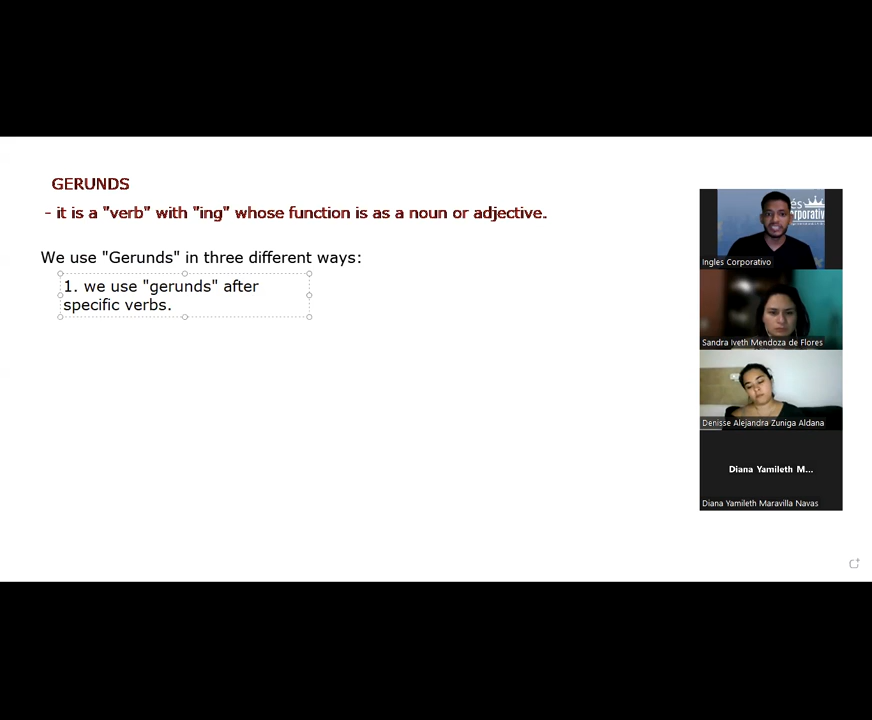 GERUNDS
- it is a "verb" with "ing" whose function is as a noun or adjective.
We use "Gerunds" in three different ways:
1. we use "gerunds" after
specific verbs.
és
rporativ
Ingles Corporativo
Sandra Iveth Mendoza de Flores
Denisse Alejandra Zuniga Aldana
Diana Yamileth M...
Diana Yamileth Maravilla Navas